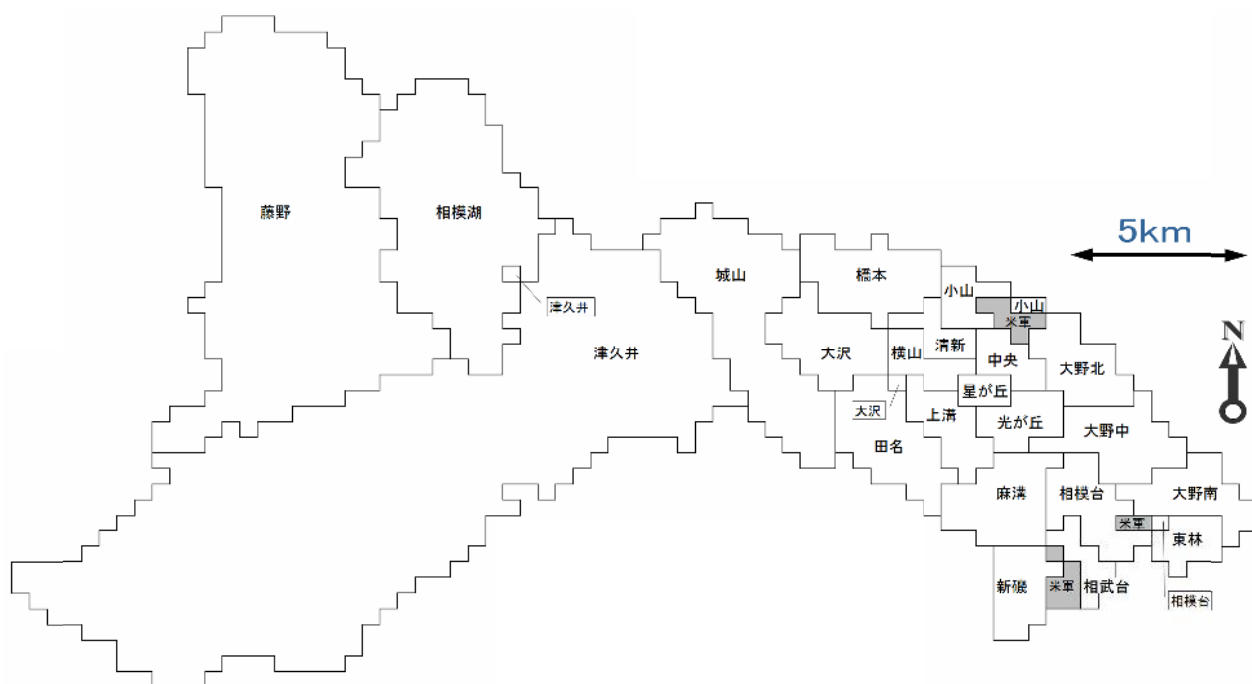 藤野
相模湖
城山
5km
橋本
小山
津久井
小山
米軍
N
津久井
大沢
横山
清新
中央
大野北
星が丘
大沢
上溝
光が丘
大野中
田名
麻溝
相模台
大野南
米軍
東林
新磯
米軍
相武台
相模台